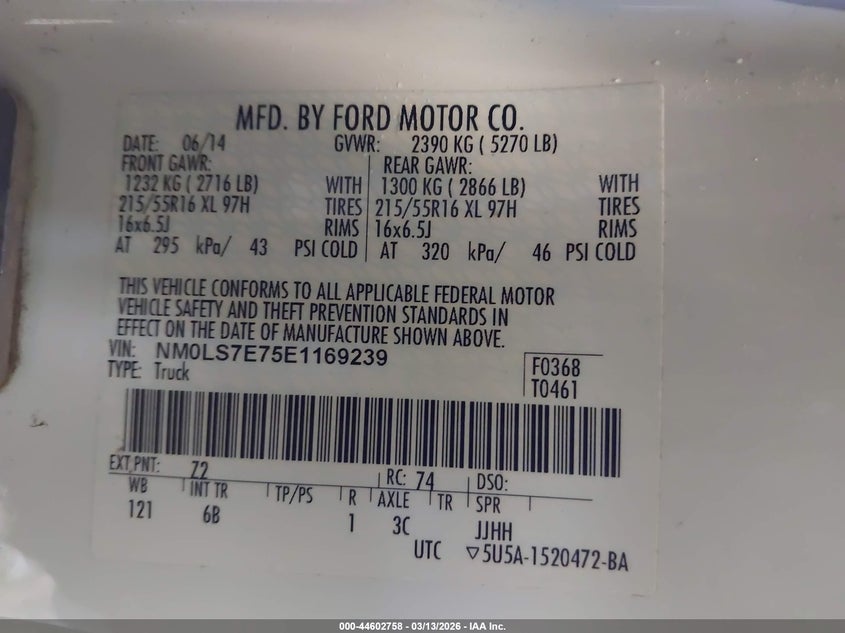 MFD. BY FORD MOTOR CO.
DATE: 06/14 GVWR: 2390 KG ( 5270 LB)
FRONT GAWR: REAR GAWR:
1232 KG ( 2716 LB) WITH 1300 KG ( 2866 LB) WITH
215/55R16 XL 97H TIRES 215/55R16 XL 97H TIRES
16x6.5J RIMS 16x6.5J RIMS
AT 295 kPa/ 43 PSI COLD AT 320 kPa/ 46 PSI COLD
THIS VEHICLE CONFORMS TO ALL APPLICABLE FEDERAL MOTOR
VEHICLE SAFETY AND THEFT PREVENTION STANDARDS IN
EFFECT ON THE DATE OF MANUFACTURE SHOWN ABOVE.
VIN: NM0LS7E75E1169239 F0368
TYPE: Truck T0461
EXT PNT: Z2 RC: 74 DSO:
WB INT TR TP/PS R AXLE TR SPR
121 6B 1 3C JJHH
UTC ▽5U5A-1520472-BA
000-44602758 - 03/13/2026 - IAA Inc.